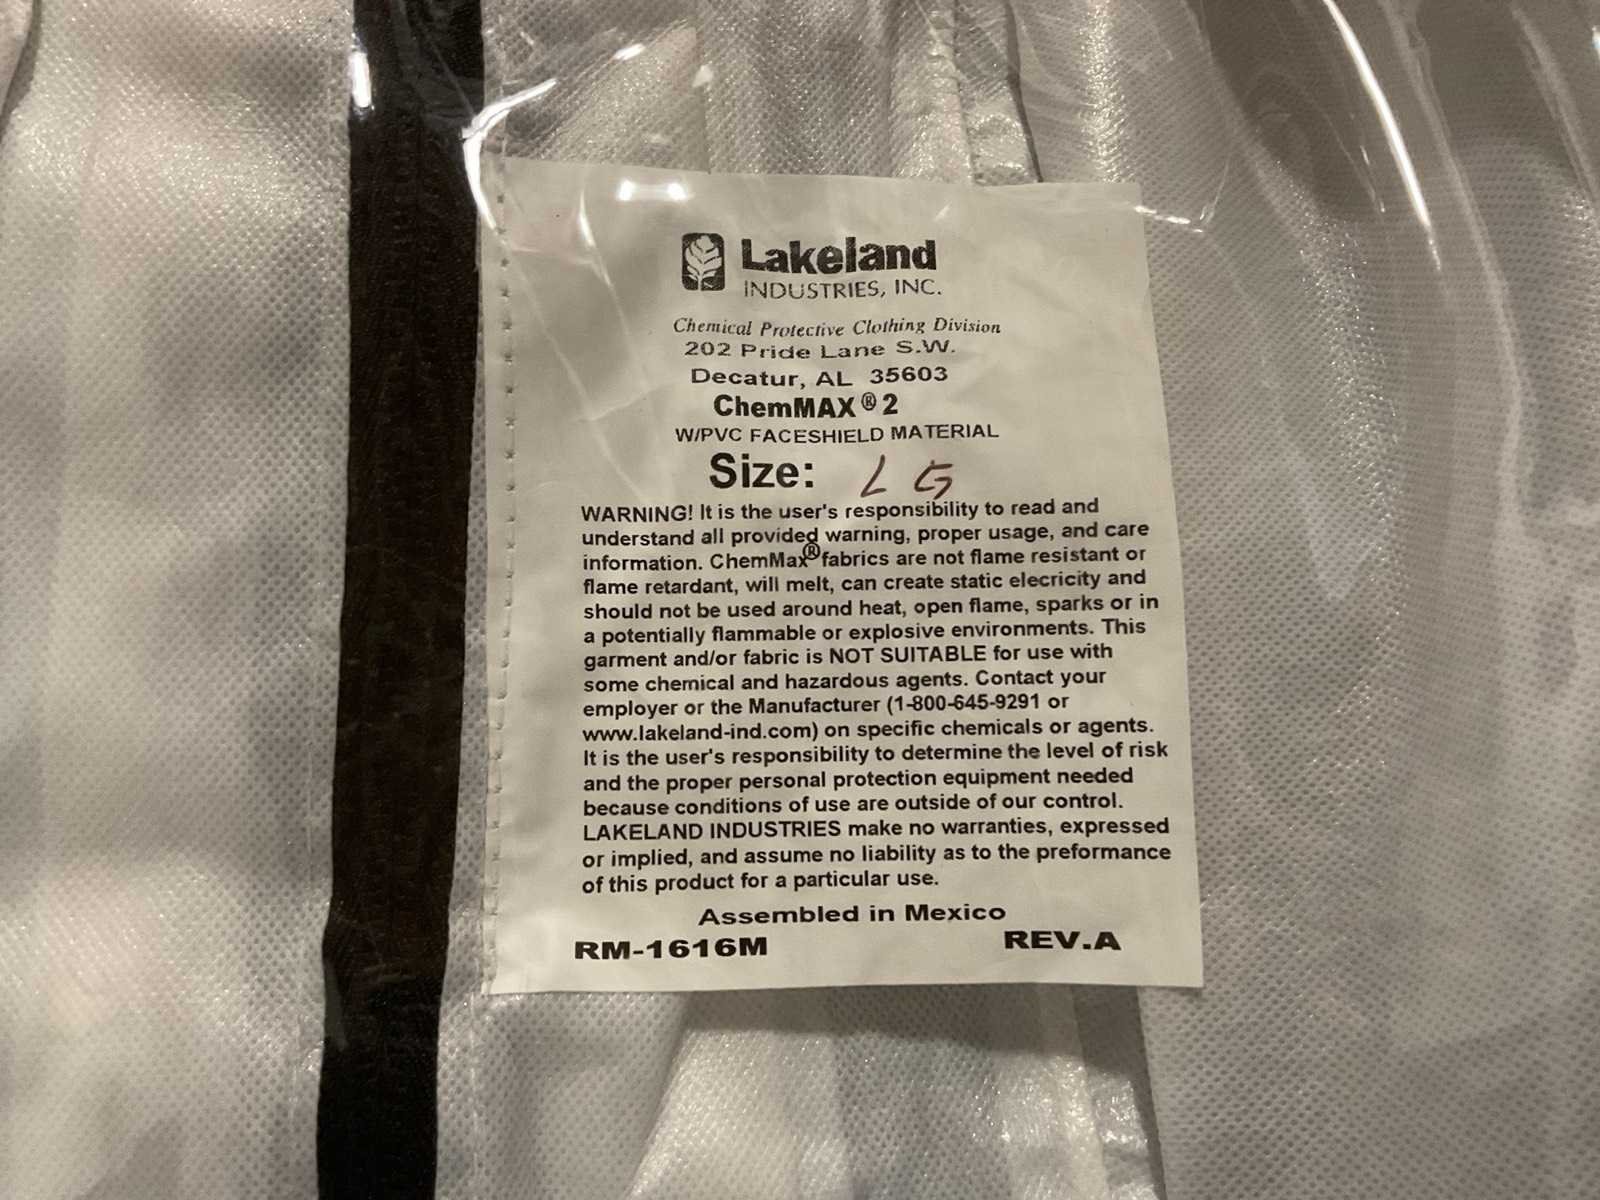 Lakeland
INDUSTRIES, INC.
Chemical Protective Clothing Division
202 Pride Lane S.W.
Decatur, AL 35603
ChemMAX®2
W/PVC FACESHIELD MATERIAL
Size: LG
WARNING! It is the user's responsibility to read and
understand all provided warning, proper usage, and care
information. ChemMax® fabrics are not flame resistant or
flame retardant, will melt, can create static elecricity and
should not be used around heat, open flame, sparks or in
a potentially flammable or explosive environments. This
garment and/or fabric is NOT SUITABLE for use with
some chemical and hazardous agents. Contact your
employer or the Manufacturer (1-800-645-9291 or
www.lakeland-ind.com) on specific chemicals or agents.
It is the user's responsibility to determine the level of risk
and the proper personal protection equipment needed
because conditions of use are outside of our control.
LAKELAND INDUSTRIES make no warranties, expressed
or implied, and assume no liability as to the preformance
of this product for a particular use.
Assembled in Mexico
RM-1616M REV.A